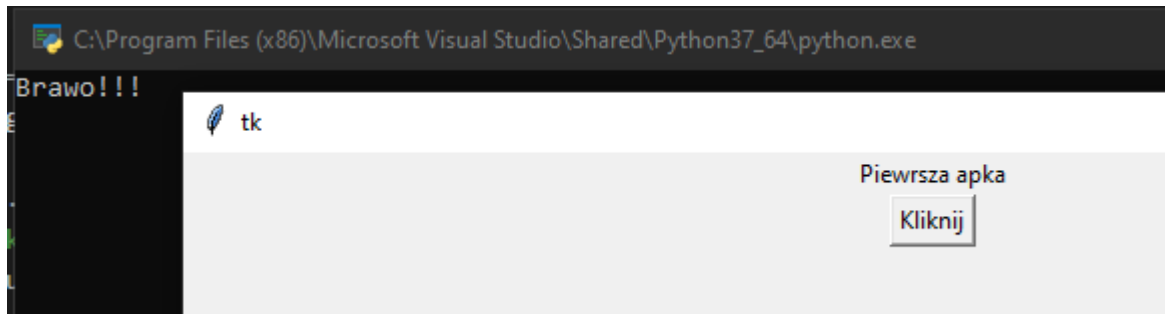 C:\Program Files (x86)\Microsoft Visual Studio\Shared\Python37_64\python.exe
Brawo!!!
tk
Piewrsza apka
Kliknij